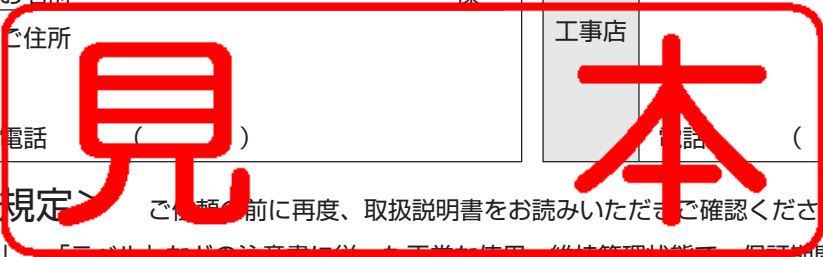 ご住所
工事店
見本
電話 ( )
電話 (
規定＞ ご依頼の前に再度、取扱説明書をお読みいただきご確認くださ